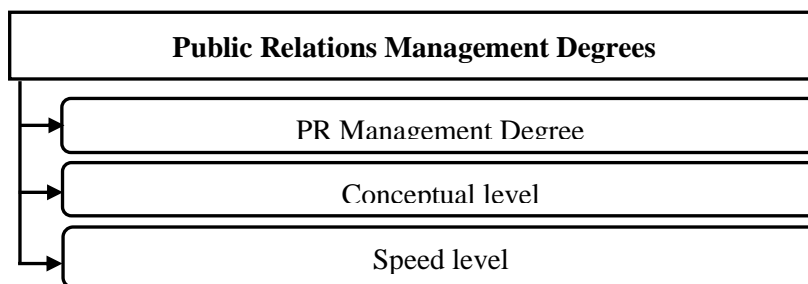 Public Relations Management Degrees
PR Management Degree
Conceptual level
Speed level